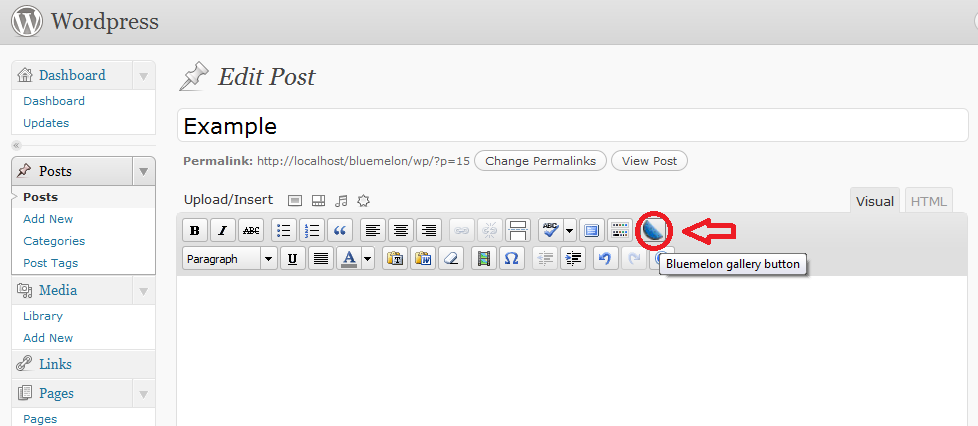 Wordpress
Dashboard
Dashboard
Updates
Posts
Posts
Add New
Categories
Post Tags
Media
Library
Add New
Links
Pages
Pages
Edit Post
Example
Permalink: http://localhost/bluemelon/wp/?p=15 Change Permalinks View Post
Upload/Insert
Visual HTML
B I ABC ABC
Paragraph U A
Bluemelon gallery button